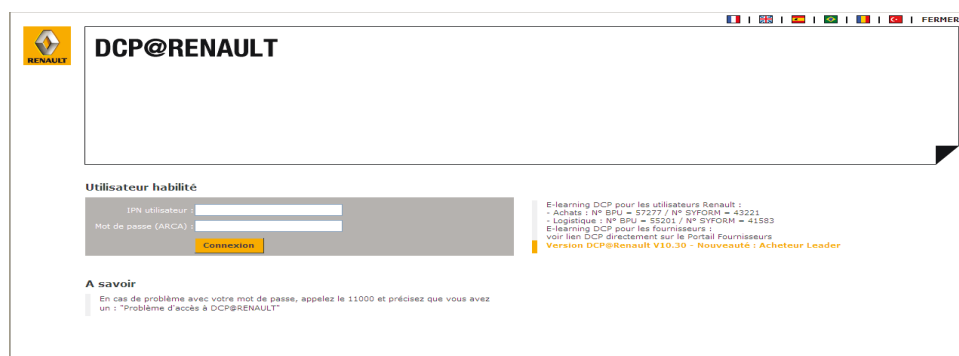 | | | | | | FERMER
RENAULT
DCP@RENAULT
Utilisateur habilité
IPN utilisateur :
Mot de passe (ARCA) :
Connexion
E-learning DCP pour les utilisateurs Renault :
- Achats : N° BPU = 57277 / N° SYFORM = 43221
- Logistique : N° BPU = 55201 / N° SYFORM = 41583
E-learning DCP pour les fournisseurs :
voir lien DCP directement sur le Portail Fournisseurs
Version DCP@Renault V10.30 - Nouveauté : Acheteur Leader
A savoir
En cas de problème avec votre mot de passe, appelez le 11000 et précisez que vous avez
un : "Problème d'accès à DCP@RENAULT"